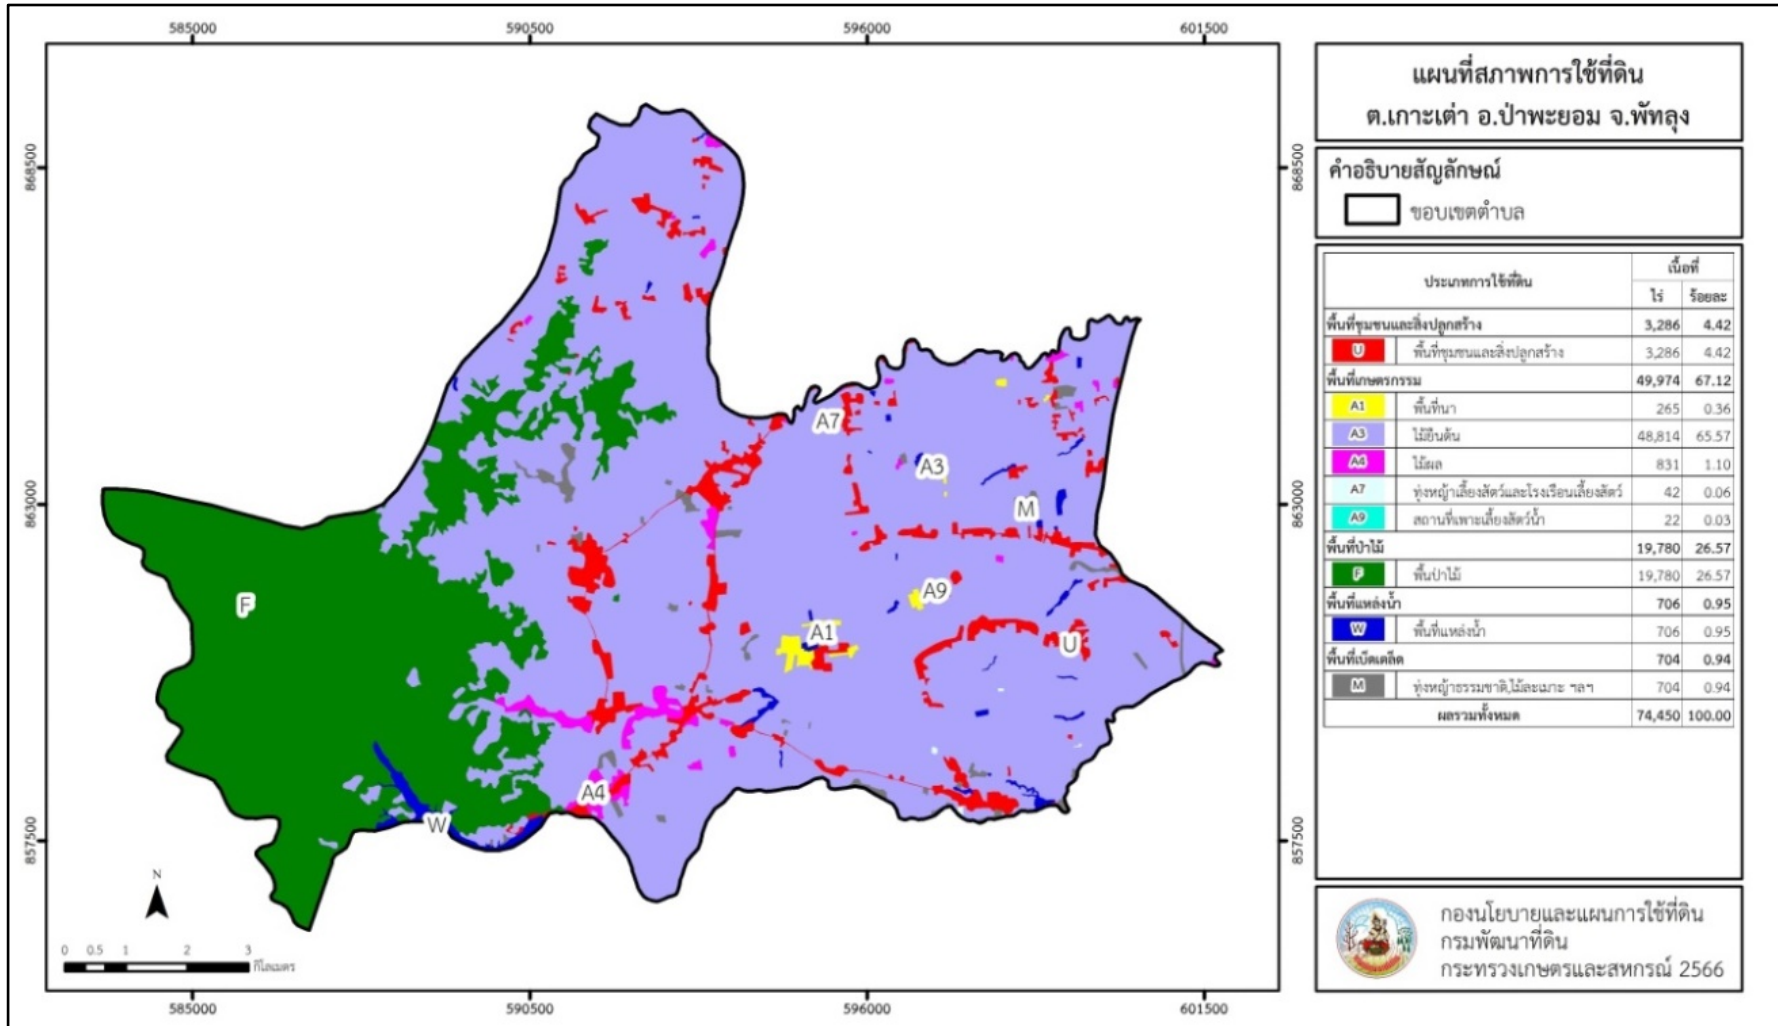 585000 590500 596000 601500
868500 868500
863000 863000
857500 857500
A7
A3
M
A9
F
A1
U
A4
W
N
0 0.5 1 2 3
กิโลเมตร
585000 590500 596000 601500
แผนที่สภาพการใช้ที่ดิน
ต.เกาะเต่า อ.ป่าพะยอม จ.พัทลุง
คำอธิบายสัญลักษณ์
ขอบเขตตำบล
ประเภทการใช้ที่ดิน เนื้อที่
ไร่ ร้อยละ
พื้นที่ชุมชนและสิ่งปลูกสร้าง 3,286 4.42
U พื้นที่ชุมชนและสิ่งปลูกสร้าง 3,286 4.42
พื้นที่เกษตรกรรม 49,974 67.12
A1 พื้นที่นา 265 0.36
A3 ไม้ยืนต้น 48,814 65.57
A4 ไม้ผล 831 1.10
A7 ทุ่งหญ้าเลี้ยงสัตว์และโรงเรือนเลี้ยงสัตว์ 42 0.06
A9 สถานที่เพาะเลี้ยงสัตว์น้ำ 22 0.03
พื้นที่ป่าไม้ 19,780 26.57
F พื้นป่าไม้ 19,780 26.57
พื้นที่แหล่งน้ำ 706 0.95
W พื้นที่แหล่งน้ำ 706 0.95
พื้นที่เบ็ดเตล็ด 704 0.94
M ทุ่งหญ้าธรรมชาติ,ไม้ละเมาะ ฯลฯ 704 0.94
ผลรวมทั้งหมด 74,450 100.00
กองนโยบายและแผนการใช้ที่ดิน
กรมพัฒนาที่ดิน
กระทรวงเกษตรและสหกรณ์ 2566